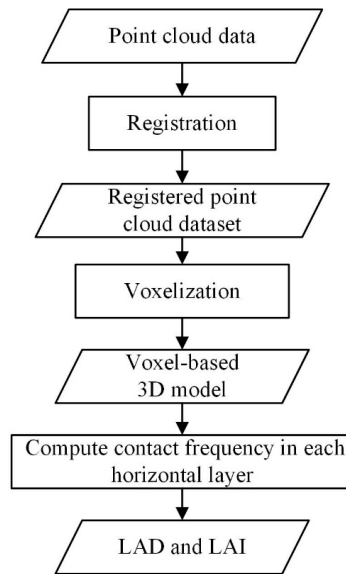 Point cloud data
Registration
Registered point
cloud dataset
Voxelization
Voxel-based
3D model
Compute contact frequency in each
horizontal layer
LAD and LAI